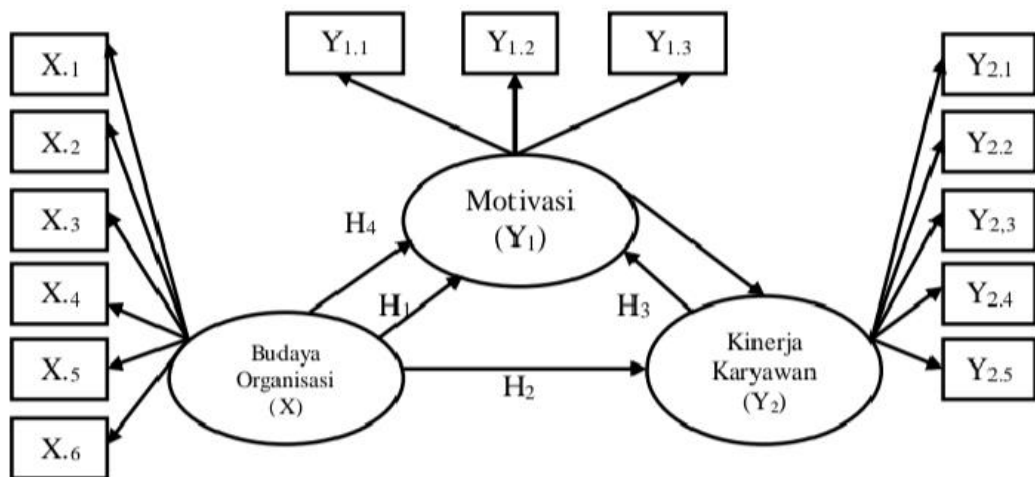 Y1.1
Y1.2
Y1.3
X.1
X.2
X.3
X.4
X.5
X.6
Y2.1
Y2.2
Y2,3
Y2.4
Y2.5
Motivasi
(Y1)
H4
H1
H3
H2
Budaya
Organisasi
(X)
Kinerja
Karyawan
(Y2)